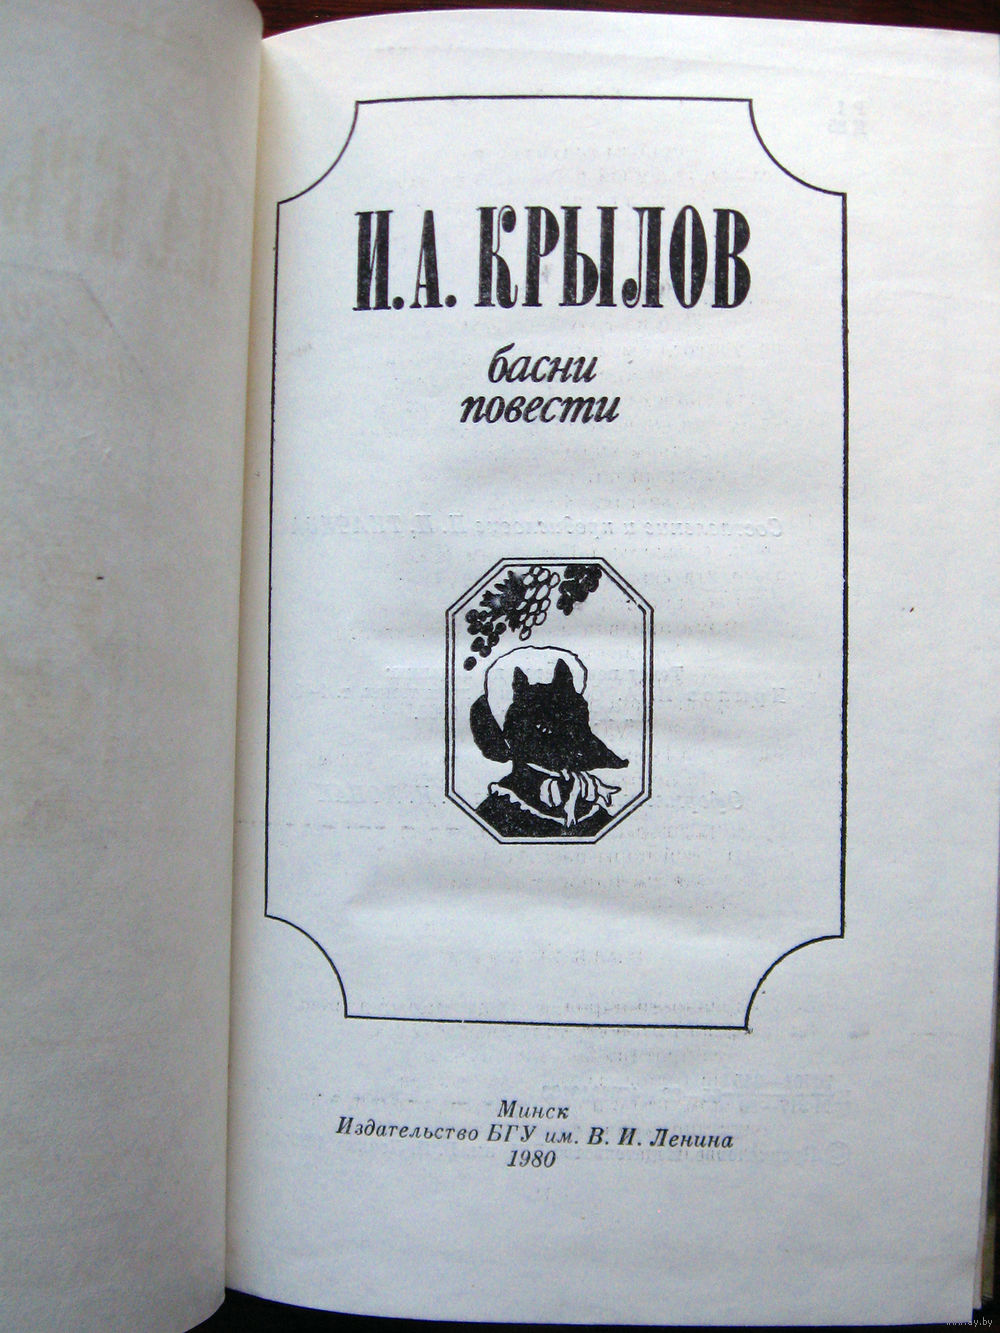 И. А. КРЫЛОВ
басни
повести
Минск
Издательство БГУ им. В. И. Ленина
1980